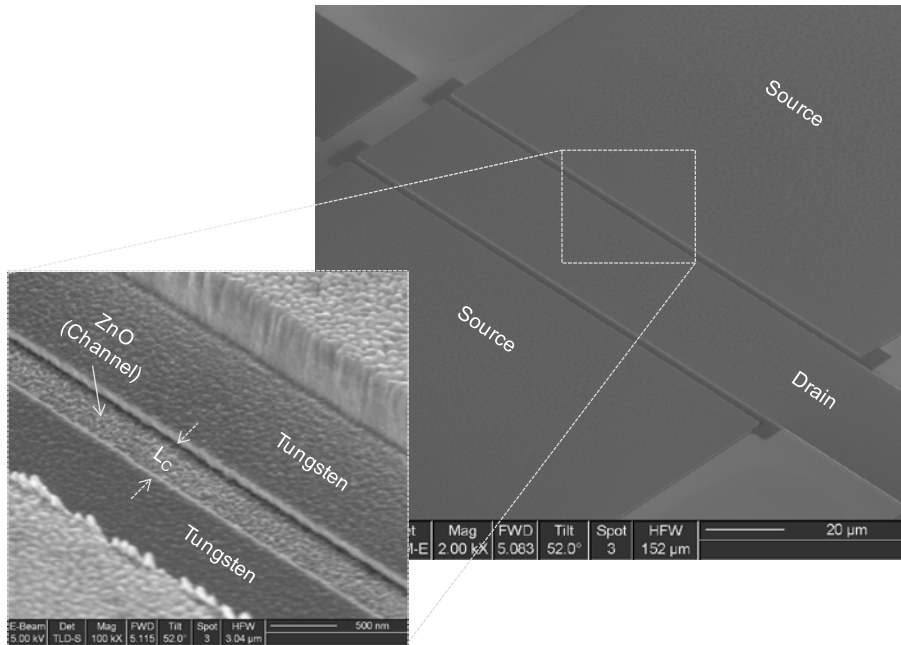 Source
Source
Drain
Mag FWD Tilt Spot HFW 20 µm
2.00 kX 5.063 52.0° 3 152 µm
ZnO
(Channel)
L_C
Tungsten
Tungsten
E-Beam Det Mag FWD Tilt Spot HFW 500 nm
5.00 kV TLD-S 100 kX 5.115 52.0° 3 3.04 µm